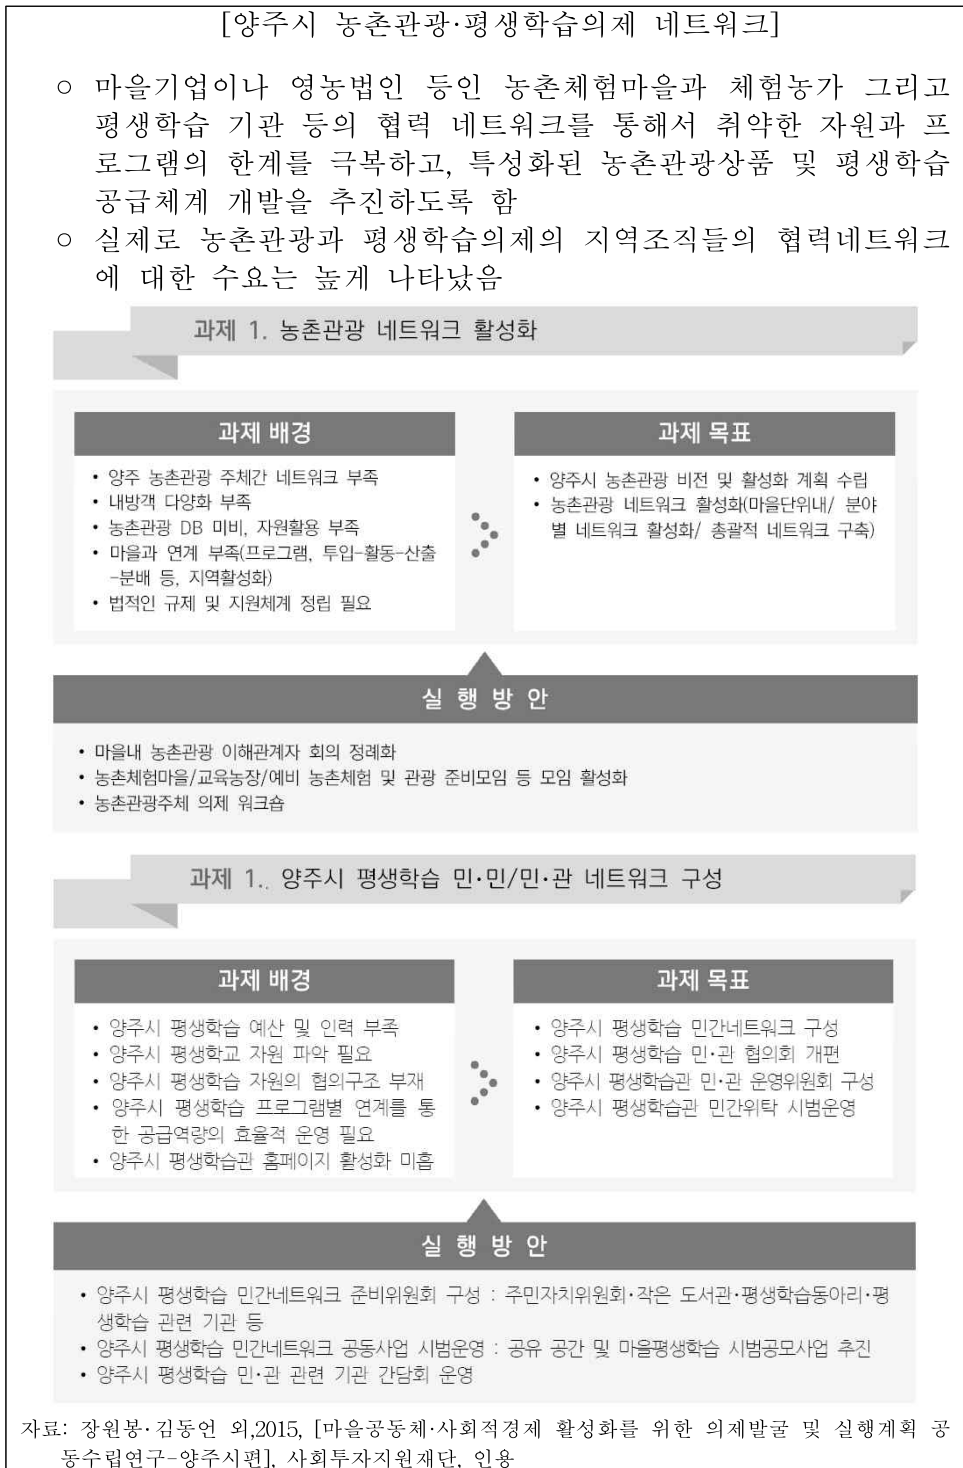 [양주시 농촌관광·평생학습의제 네트워크]
○ 마을기업이나 영농법인 등인 농촌체험마을과 체험농가 그리고
평생학습 기관 등의 협력 네트워크를 통해서 취약한 자원과 프
로그램의 한계를 극복하고, 특성화된 농촌관광상품 및 평생학습
공급체계 개발을 추진하도록 함
○ 실제로 농촌관광과 평생학습의제의 지역조직들의 협력네트워크
에 대한 수요는 높게 나타났음
과제 1. 농촌관광 네트워크 활성화
과제 배경
• 양주 농촌관광 주체간 네트워크 부족
• 내방객 다양화 부족
• 농촌관광 DB 미비, 자원활용 부족
• 마을과 연계 부족(프로그램, 투입-활동-산출
-분배 등, 지역활성화)
• 법적인 규제 및 지원체계 정립 필요
과제 목표
• 양주시 농촌관광 비전 및 활성화 계획 수립
• 농촌관광 네트워크 활성화(마을단위내/ 분야
별 네트워크 활성화/ 총괄적 네트워크 구축)
실 행 방 안
• 마을내 농촌관광 이해관계자 회의 정례화
• 농촌체험마을/교육농장/예비 농촌체험 및 관광 준비모임 등 모임 활성화
• 농촌관광주체 의제 워크숍
과제 1.. 양주시 평생학습 민·민/민·관 네트워크 구성
과제 배경
• 양주시 평생학습 예산 및 인력 부족
• 양주시 평생학교 자원 파악 필요
• 양주시 평생학습 자원의 협의구조 부재
• 양주시 평생학습 프로그램별 연계를 통
한 공급역량의 효율적 운영 필요
• 양주시 평생학습관 홈페이지 활성화 미흡
과제 목표
• 양주시 평생학습 민간네트워크 구성
• 양주시 평생학습 민·관 협의회 개편
• 양주시 평생학습관 민·관 운영위원회 구성
• 양주시 평생학습관 민간위탁 시범운영
실 행 방 안
• 양주시 평생학습 민간네트워크 준비위원회 구성 : 주민자치위원회·작은 도서관·평생학습동아리·평
생학습 관련 기관 등
• 양주시 평생학습 민간네트워크 공동사업 시범운영 : 공유 공간 및 마을평생학습 시범공모사업 추진
• 양주시 평생학습 민·관 관련 기관 간담회 운영
자료: 장원봉·김동언 외,2015, [마을공동체·사회적경제 활성화를 위한 의제발굴 및 실행계획 공
동수립연구-양주시편], 사회투자지원재단, 인용